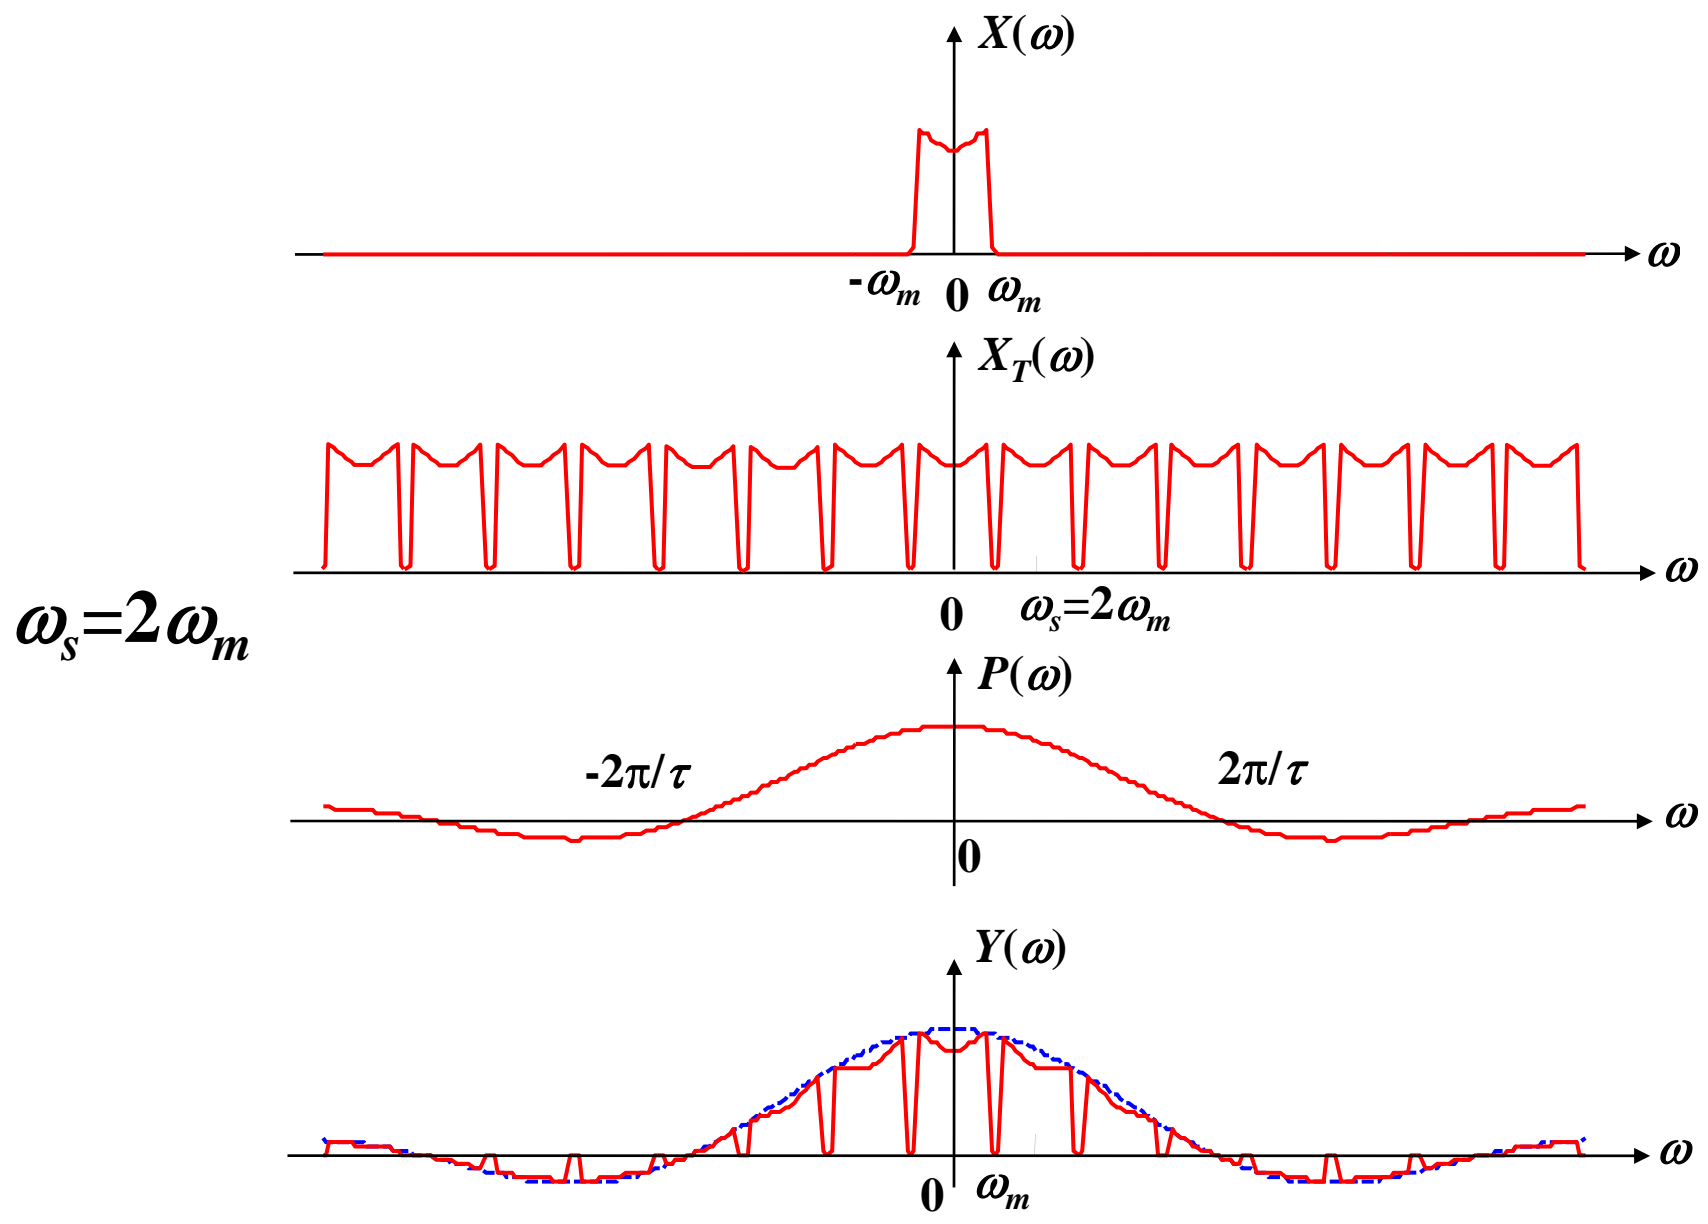 X(ω)
ω
-ωm 0 ωm
XT(ω)
ω
0 ωs=2ωm
ωs=2ωm
P(ω)
-2π/τ 2π/τ
ω
0
Y(ω)
ω
0 ωm